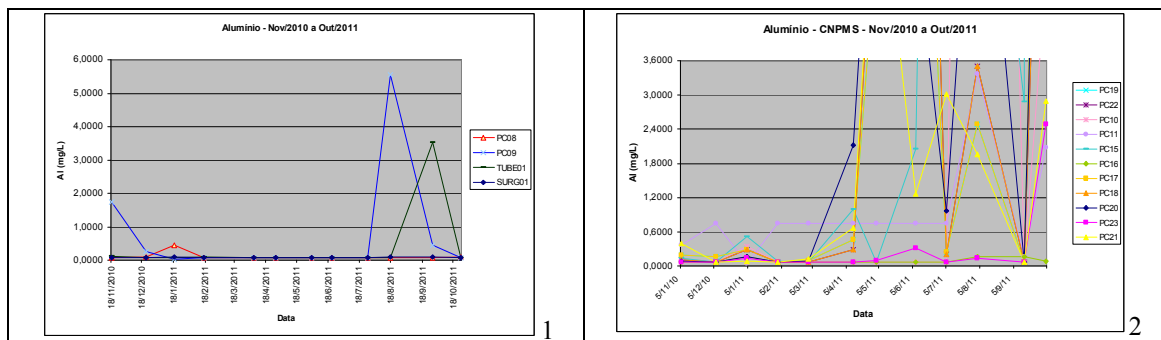 Alumínio - Nov/2010 a Out/2011
6,0000
5,0000
4,0000
3,0000
2,0000
1,0000
0,0000
Al (mg/L)
18/11/2010
18/12/2010
18/1/2011
18/2/2011
18/3/2011
18/4/2011
18/5/2011
18/6/2011
18/7/2011
18/8/2011
18/9/2011
18/10/2011
Data
PC08
PC09
TUBE01
SURG01
1
Alumínio - CNPMS - Nov/2010 a Out/2011
3,6000
3,0000
2,4000
1,8000
1,2000
0,6000
0,0000
Al (mg/L)
5/11/10
5/12/10
5/1/11
5/2/11
5/3/11
5/4/11
5/5/11
5/6/11
5/7/11
5/8/11
5/9/11
Data
PC19
PC22
PC10
PC11
PC15
PC16
PC17
PC18
PC20
PC23
PC21
2